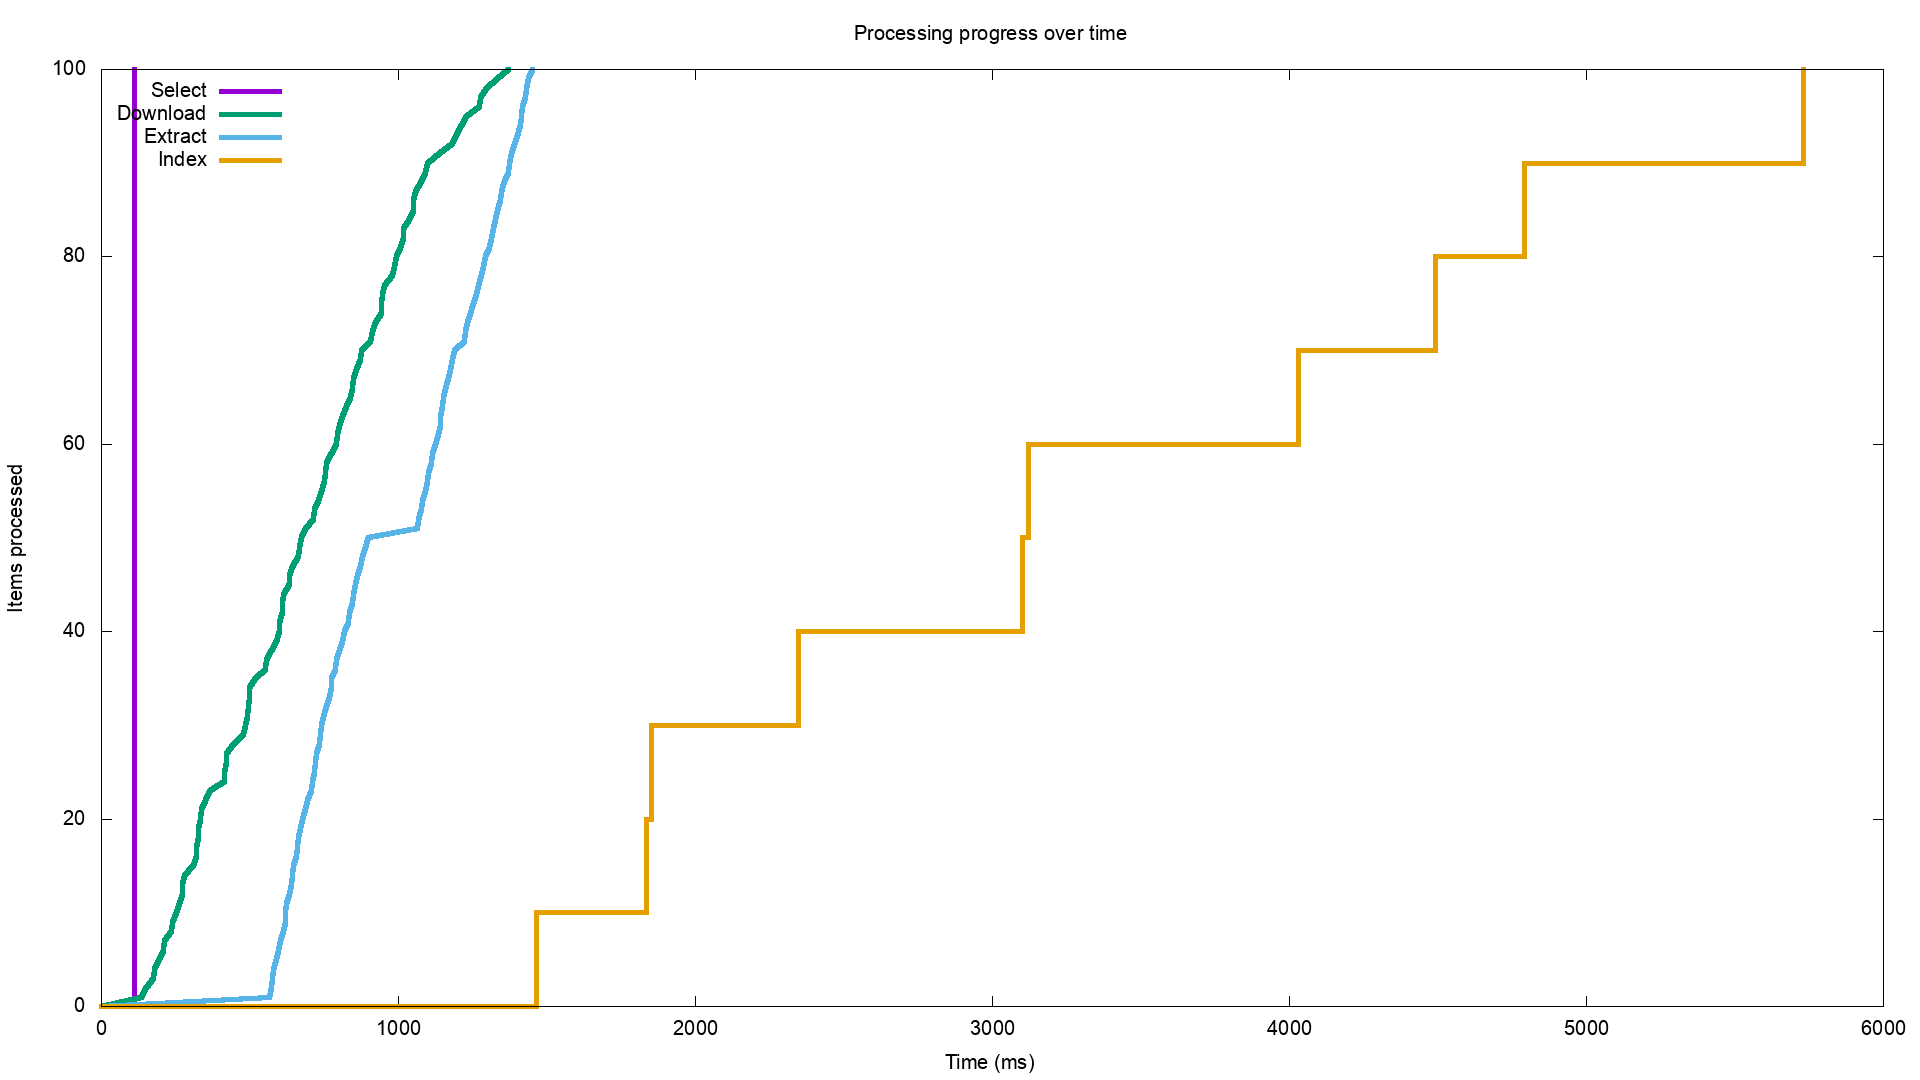 Processing progress over time
100
80
60
40
20
0
Items processed
Select
Download
Extract
Index
0 1000 2000 3000 4000 5000 6000
Time (ms)